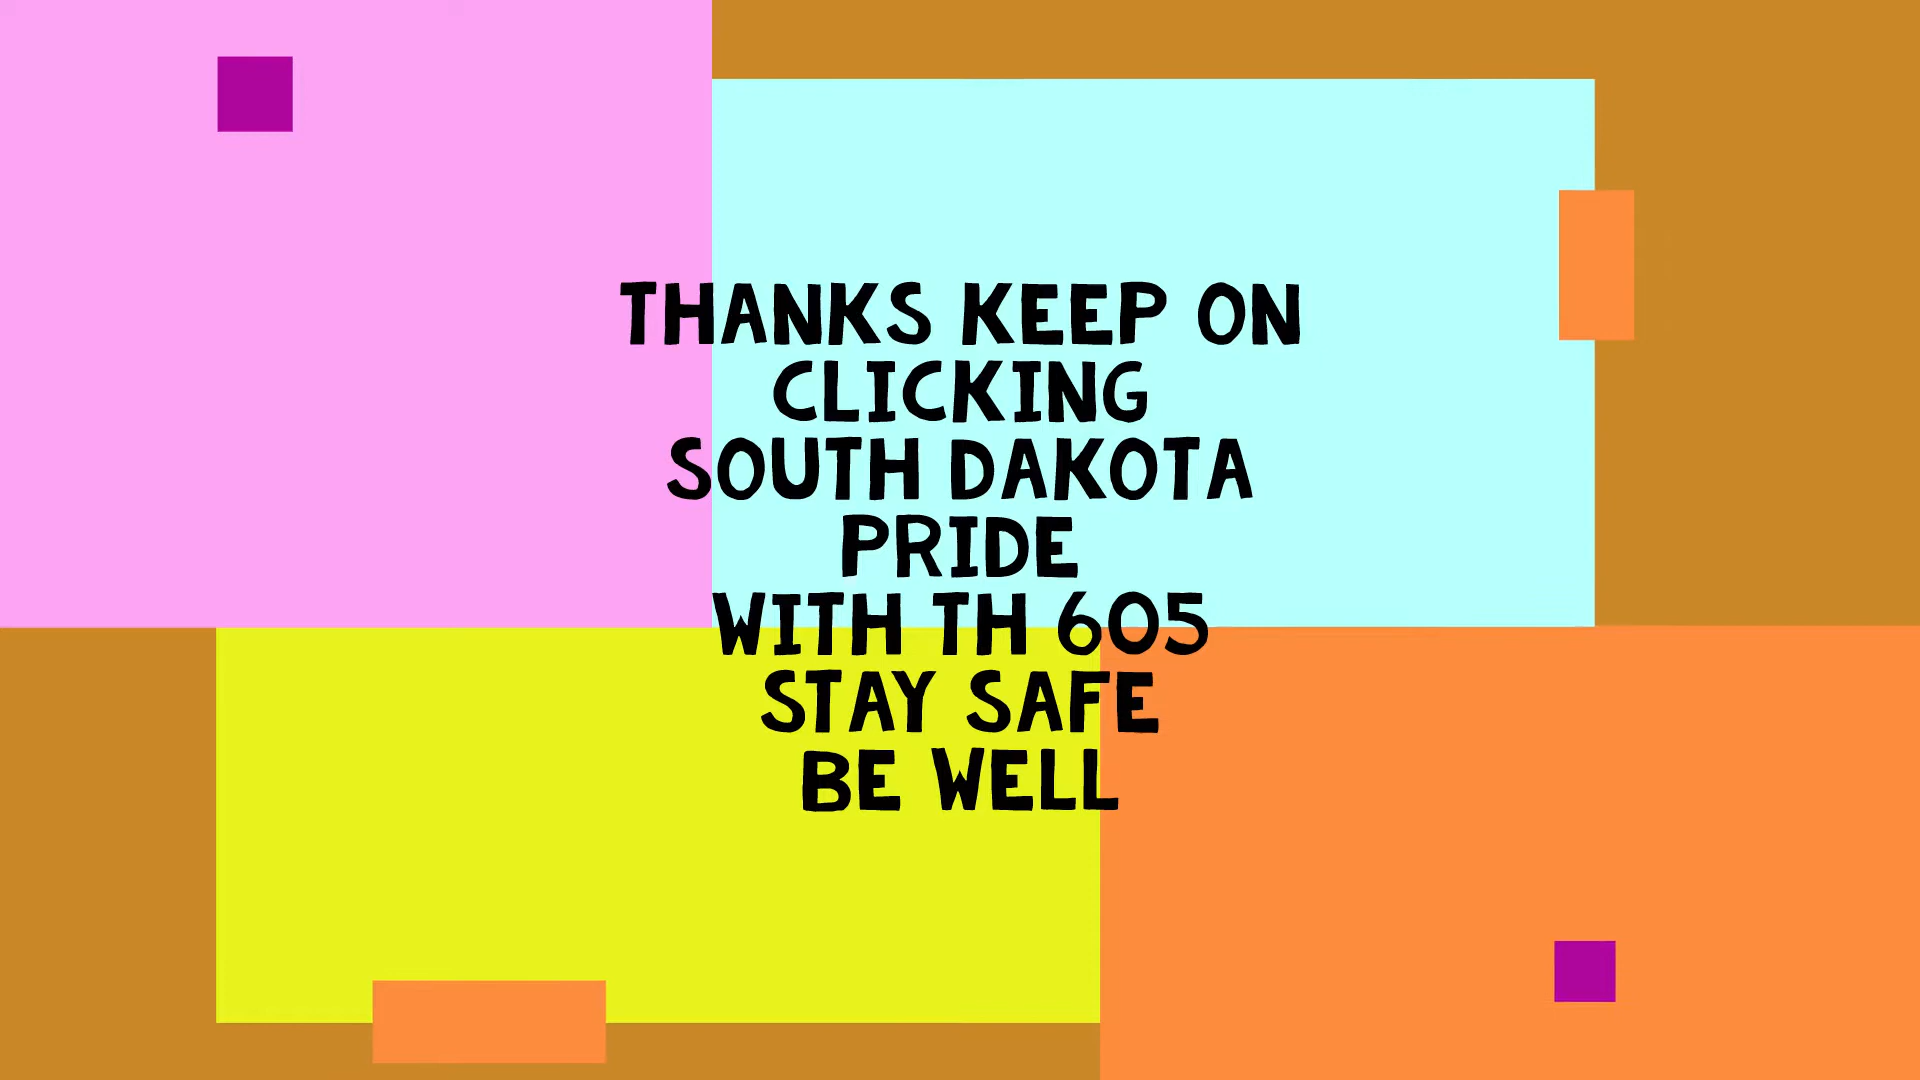 THANKS KEEP ON
CLICKING
SOUTH DAKOTA
PRIDE
WITH TH 605
STAY SAFE
BE WELL